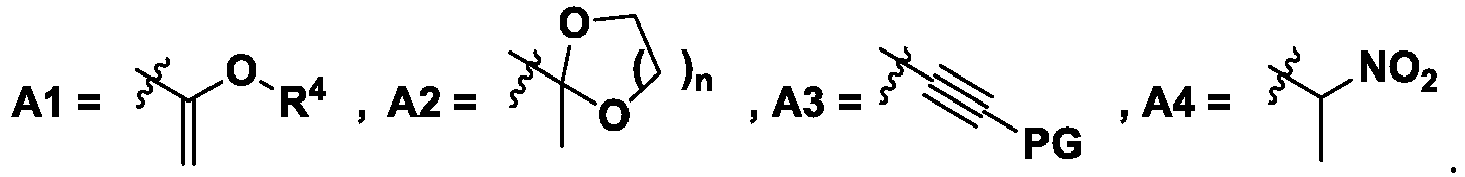 A1 = O R⁴ , A2 = O O ( )n , A3 = PG , A4 = NO₂ .